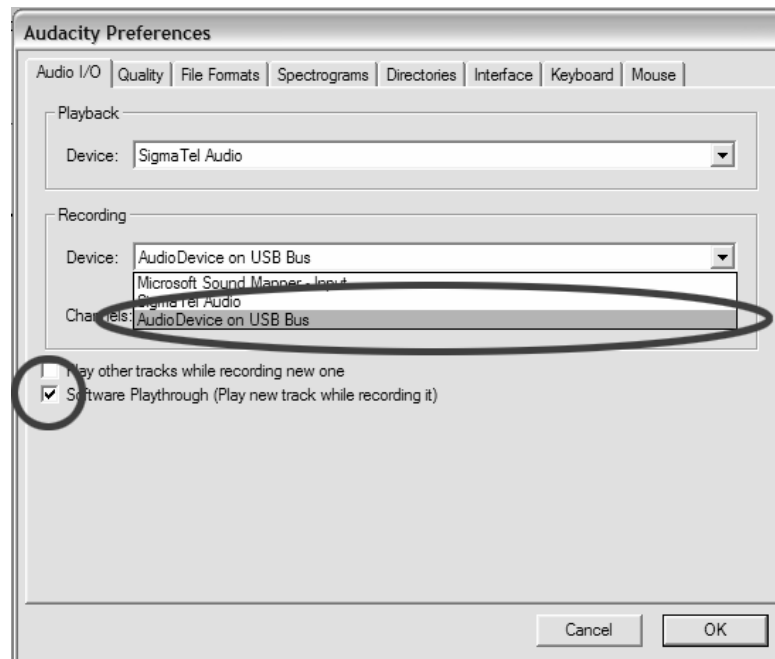 Audacity Preferences
Audio I/O Quality File Formats Spectrograms Directories Interface Keyboard Mouse
Playback
Device: SigmaTel Audio
Recording
Device: AudioDevice on USB Bus
Microsoft Sound Mapper - Input
SigmaTel Audio
Channels: AudioDevice on USB Bus
Play other tracks while recording new one
Software Playthrough (Play new track while recording it)
Cancel OK